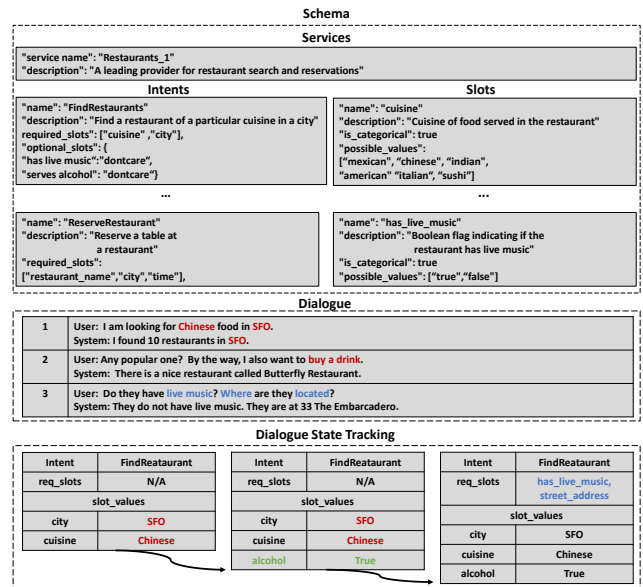 Schema
Services
"service name": "Restaurants_1"
"description": "A leading provider for restaurant search and reservations"
Intents
"name": "FindRestaurants"
"description": "Find a restaurant of a particular cuisine in a city"
required_slots": ["cuisine" ,"city"],
"optional_slots": {
"has live music":"dontcare",
"serves alcohol": "dontcare"}
...
"name": "ReserveRestaurant"
"description": "Reserve a table at
a restaurant"
"required_slots":
["restaurant_name","city","time"],
Slots
"name": "cuisine"
"description": "Cuisine of food served in the restaurant"
"is_categorical": true
"possible_values":
["mexican", "chinese", "indian",
"american" "italian", "sushi"]
...
"name": "has_live_music"
"description": "Boolean flag indicating if the
restaurant has live music"
"is_categorical": true
"possible_values": ["true","false"]
Dialogue
1
User: I am looking for Chinese food in SFO.
System: I found 10 restaurants in SFO.
2
User: Any popular one? By the way, I also want to buy a drink.
System: There is a nice restaurant called Butterfly Restaurant.
3
User: Do they have live music? Where are they located?
System: They do not have live music. They are at 33 The Embarcadero.
Dialogue State Tracking
Intent FindReataurant
req_slots N/A
slot_values
city SFO
cuisine Chinese
Intent FindReataurant
req_slots N/A
slot_values
city SFO
cuisine Chinese
alcohol True
Intent FindReataurant
req_slots has_live_music,
street_address
slot_values
city SFO
cuisine Chinese
alcohol True